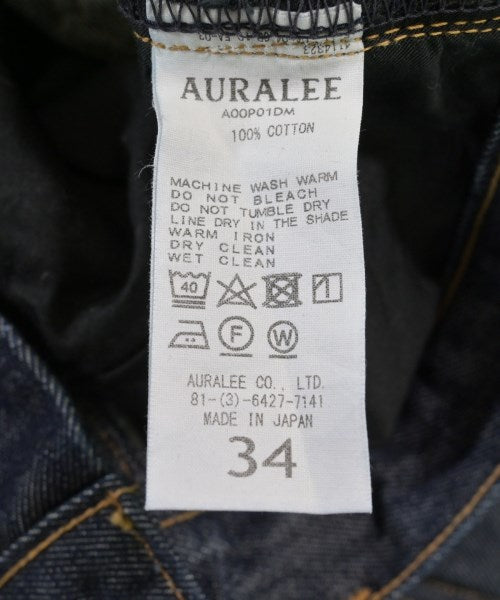 4114323
AURALEE
A00P01DM
100% COTTON
MACHINE WASH WARM
DO NOT BLEACH
DO NOT TUMBLE DRY
LINE DRY IN THE SHADE
WARM IRON
DRY CLEAN
WET CLEAN
40
F W
AURALEE CO., LTD.
81-(3)-6427-7141
MADE IN JAPAN
34